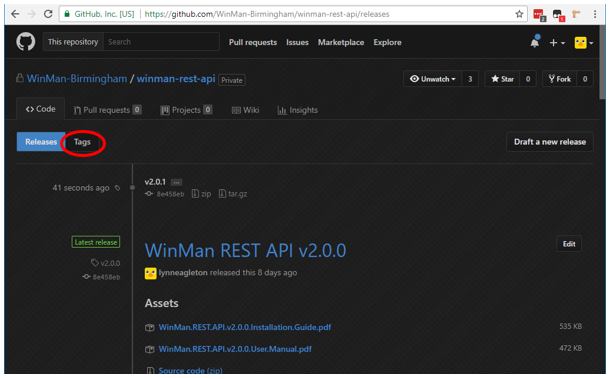 GitHub, Inc. [US] https://github.com/WinMan-Birmingham/winman-rest-api/releases
This repository Search Pull requests Issues Marketplace Explore
WinMan-Birmingham / winman-rest-api Private Unwatch 3 Star 0 Fork 0
Code Pull requests 0 Projects 0 Wiki Insights
Releases Tags Draft a new release
41 seconds ago v2.0.1 ...
8e458eb zip tar.gz
Latest release WinMan REST API v2.0.0 Edit
v2.0.0 lynneagleton released this 8 days ago
8e458eb
Assets
WinMan.REST.API.v2.0.0.Installation.Guide.pdf 535 KB
WinMan.REST.API.v2.0.0.User.Manual.pdf 472 KB
Source code (zip)